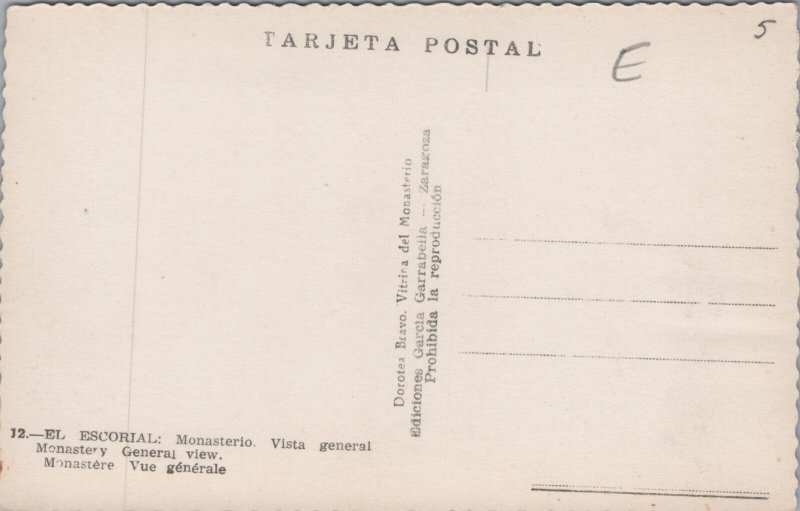 TARJETA POSTAL
E
5
Dorotea Bravo. Vitrina del Monasterio
Ediciones García Garrabella -- Zaragoza
Prohibida la reproducción
12.—EL ESCORIAL: Monasterio. Vista general
Monastery General view.
Monastère Vue générale